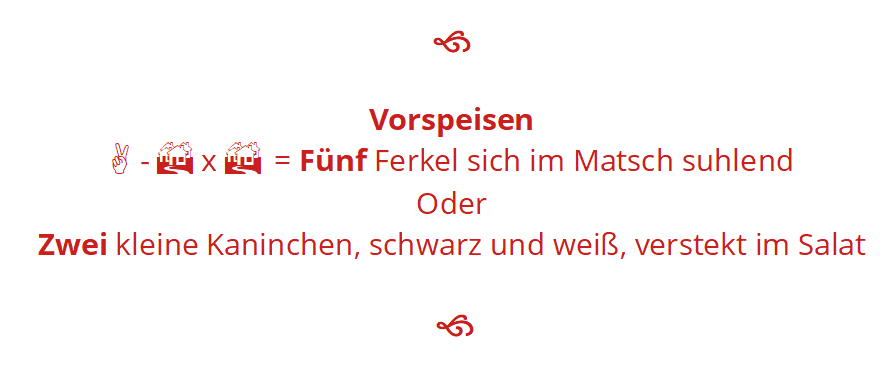 Vorspeisen
✌ - 🏘 x 🏘 = Fünf Ferkel sich im Matsch suhlend
Oder
Zwei kleine Kaninchen, schwarz und weiß, verstekt im Salat